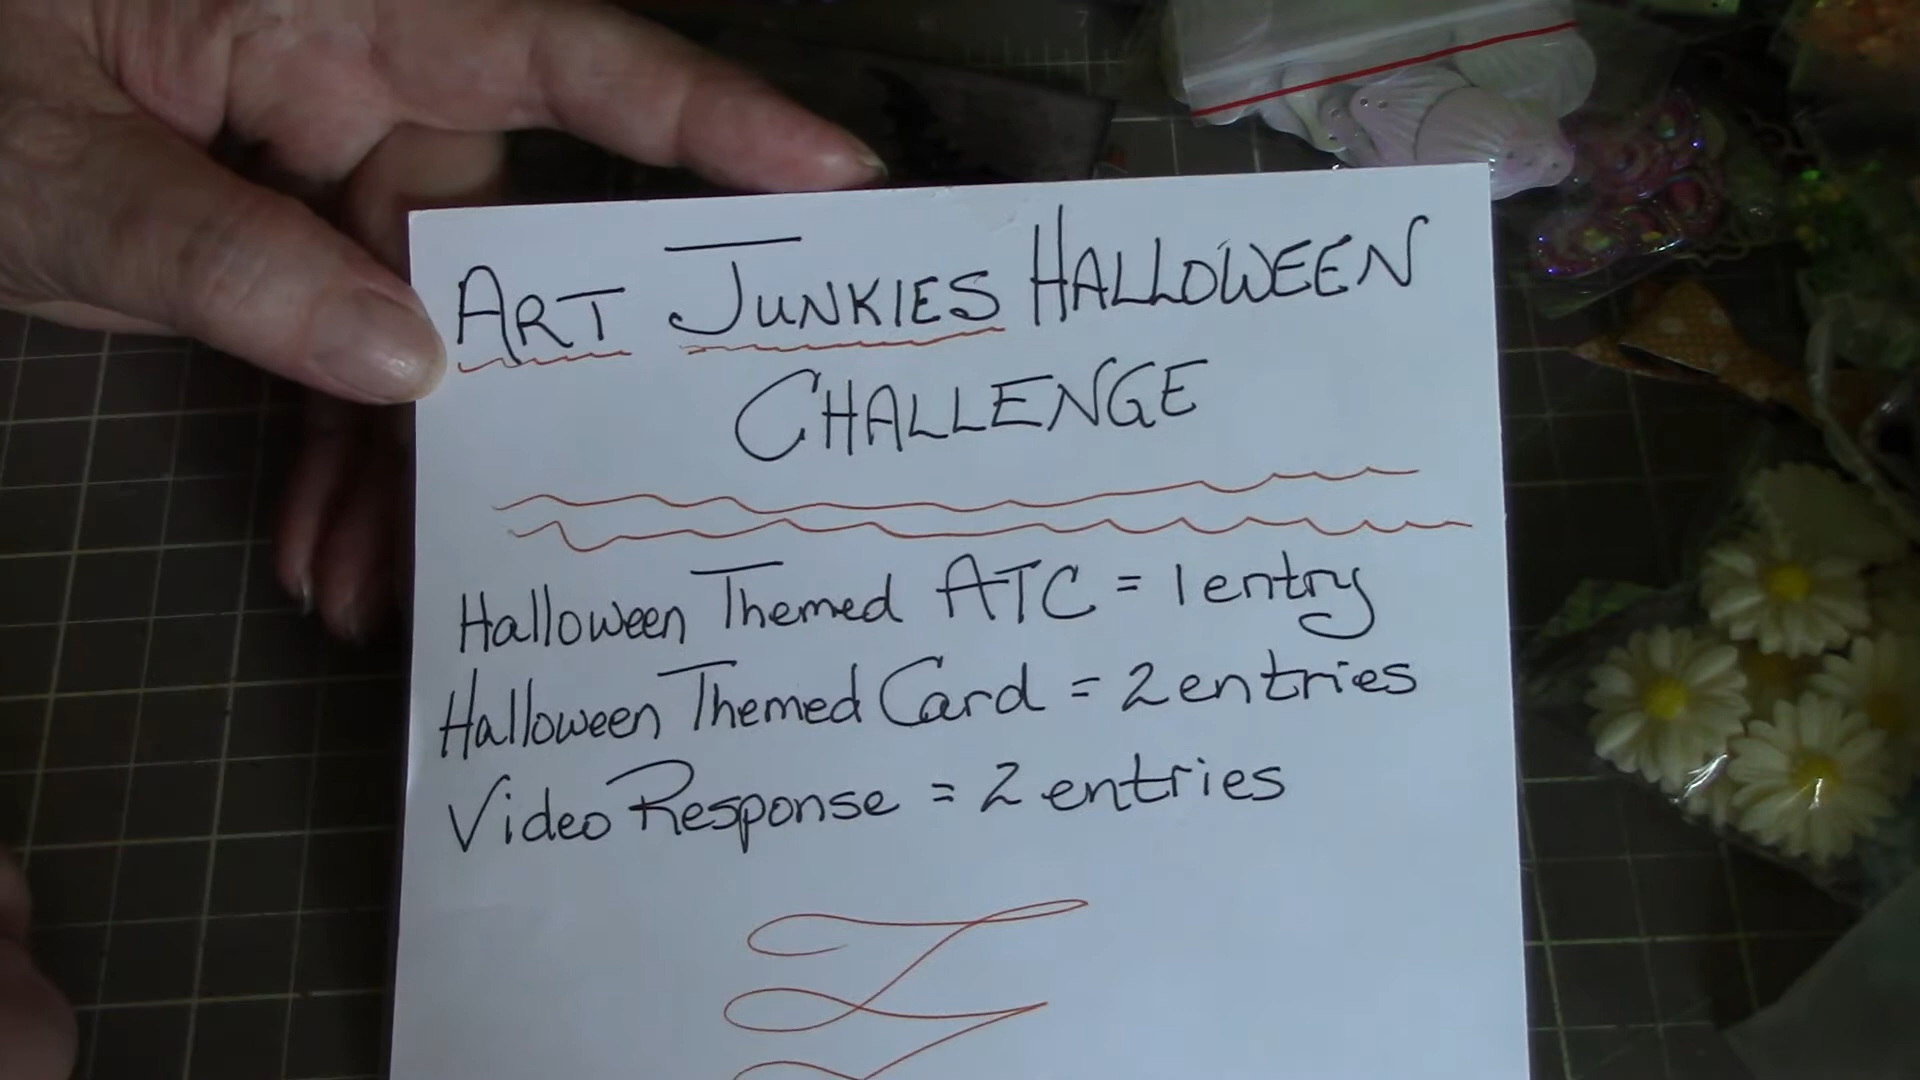 ART JUNKIES HALLOWEEN
CHALLENGE
Halloween Themed ATC = 1 entry
Halloween Themed Card = 2 entries
Video Response = 2 entries